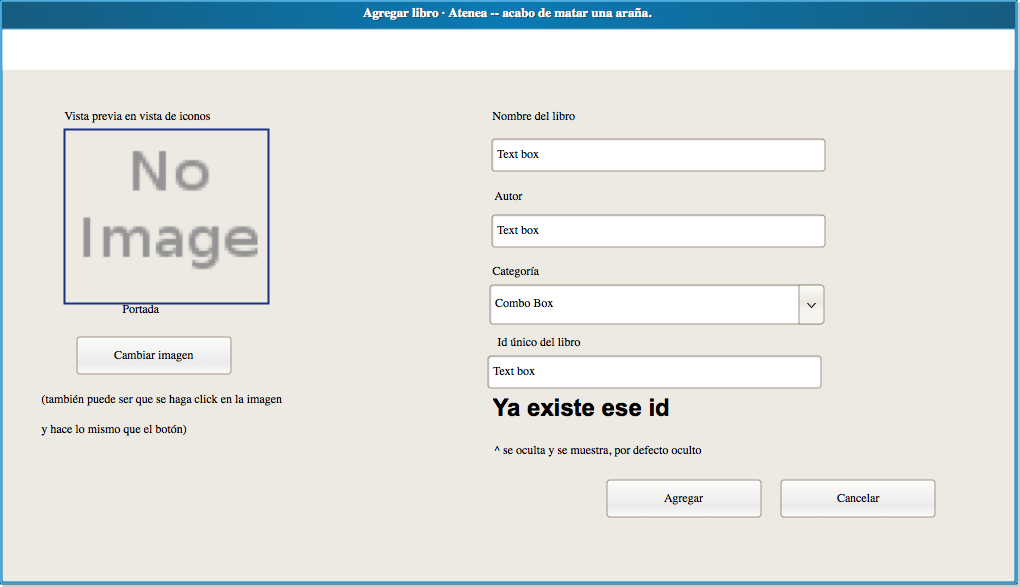 Agregar libro · Atenea -- acabo de matar una araña.
Vista previa en vista de iconos
No
Image
Portada
Cambiar imagen
(también puede ser que se haga click en la imagen
y hace lo mismo que el botón)
Nombre del libro
Text box
Autor
Text box
Categoría
Combo Box
Id único del libro
Text box
Ya existe ese id
^ se oculta y se muestra, por defecto oculto
Agregar
Cancelar